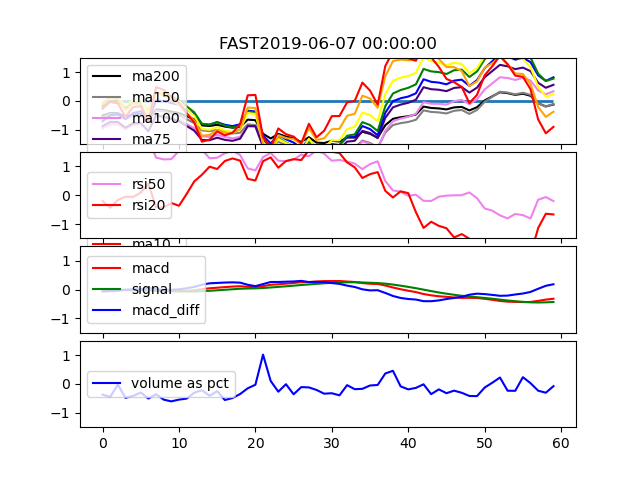 FAST2019-06-07 00:00:00
1
0
−1
ma200
ma150
ma100
ma75
1
0
−1
rsi50
rsi20
ma10
1
0
−1
macd
signal
macd_diff
1
0
−1
volume as pct
0 10 20 30 40 50 60